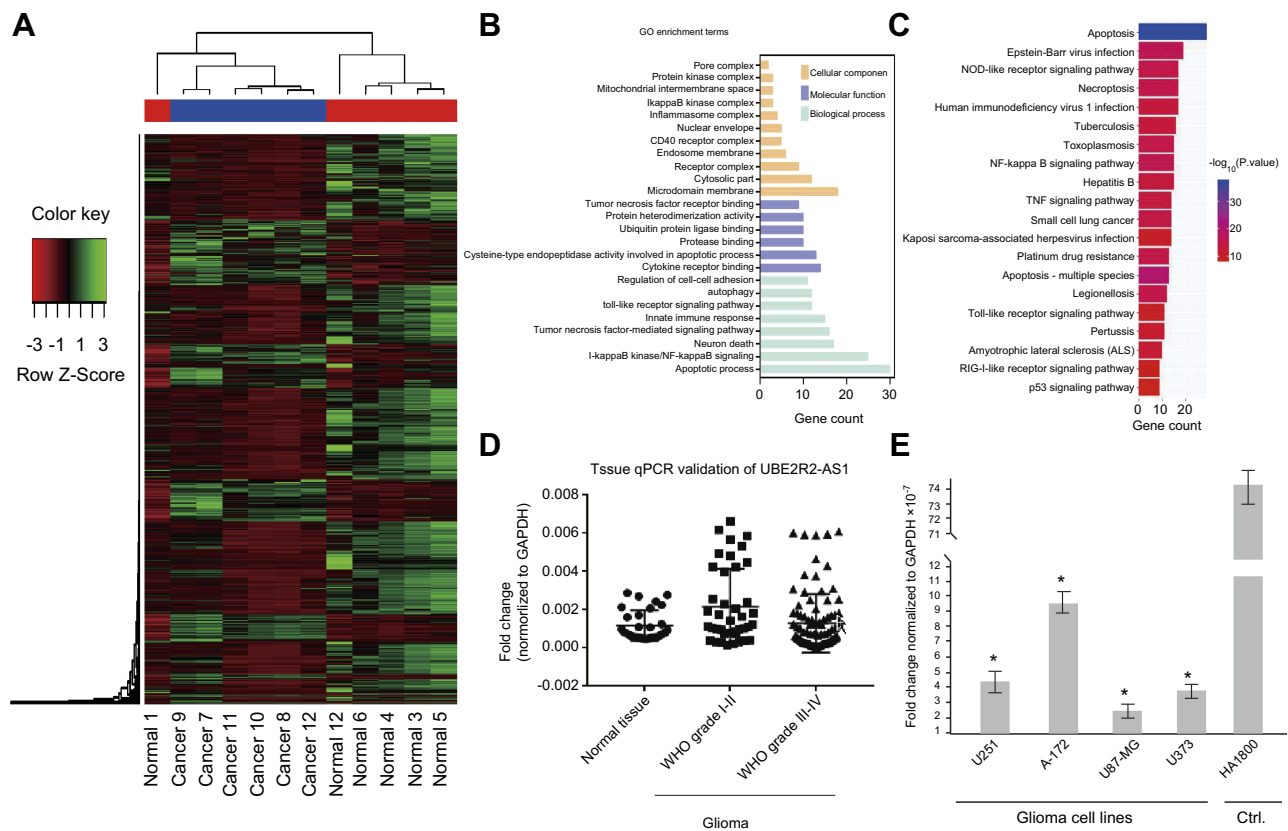 A
Color key
-3 -1 1 3
Row Z-Score
Normal 1
Cancer 9
Cancer 7
Cancer 11
Cancer 10
Cancer 8
Cancer 12
Normal 12
Normal 6
Normal 4
Normal 3
Normal 5
B
GO enrichment terms
Pore complex
Protein kinase complex
Mitochondrial intermembrane space
IkappaB kinase complex
Inflammasome complex
Nuclear envelope
CD40 receptor complex
Endosome membrane
Receptor complex
Cytosolic part
Microdomain membrane
Tumor necrosis factor receptor binding
Protein heterodimerization activity
Ubiquitin protein ligase binding
Protease binding
Cysteine-type endopeptidase activity involved in apoptotic process
Cytokine receptor binding
Regulation of cell-cell adhesion
autophagy
toll-like receptor signaling pathway
Innate immune response
Tumor necrosis factor-mediated signaling pathway
Neuron death
I-kappaB kinase/NF-kappaB signaling
Apoptotic process
Cellular componen
Molecular function
Biological process
0 10 20 30
Gene count
C
Apoptosis
Epstein-Barr virus infection
NOD-like receptor signaling pathway
Necroptosis
Human immunodeficiency virus 1 infection
Tuberculosis
Toxoplasmosis
NF-kappa B signaling pathway
Hepatitis B
TNF signaling pathway
Small cell lung cancer
Kaposi sarcoma-associated herpesvirus infection
Platinum drug resistance
Apoptosis - multiple species
Legionellosis
Toll-like receptor signaling pathway
Pertussis
Amyotrophic lateral sclerosis (ALS)
RIG-I-like receptor signaling pathway
p53 signaling pathway
0 10 20
Gene count
-log10(P.value)
30
20
10
D
Tssue qPCR validation of UBE2R2-AS1
Fold change
(normorlized to GAPDH)
0.008
0.006
0.004
0.002
0.000
-0.002
Normal tissue
WHO grade I-II
WHO grade III-IV
Glioma
E
Fold change normalized to GAPDH ×10-7
74
73
72
71
12
11
10
9
8
7
6
5
4
3
2
1
*
*
*
*
U251
A-172
U87-MG
U373
HA1800
Glioma cell lines
Ctrl.